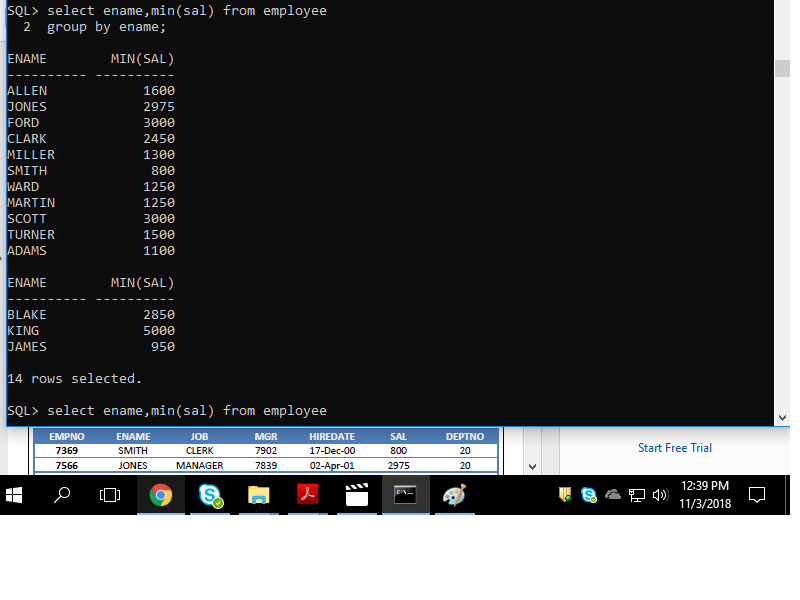 SQL> select ename,min(sal) from employee
  2  group by ename;
ENAME        MIN(SAL)
---------- ----------
ALLEN            1600
JONES            2975
FORD             3000
CLARK            2450
MILLER           1300
SMITH             800
WARD             1250
MARTIN           1250
SCOTT            3000
TURNER           1500
ADAMS            1100
ENAME        MIN(SAL)
---------- ----------
BLAKE            2850
KING             5000
JAMES             950
14 rows selected.
SQL> select ename,min(sal) from employee
EMPNO ENAME JOB MGR HIREDATE SAL DEPTNO
7369 SMITH CLERK 7902 17-Dec-00 800 20
7566 JONES MANAGER 7839 02-Apr-01 2975 20
Start Free Trial
12:39 PM
11/3/2018